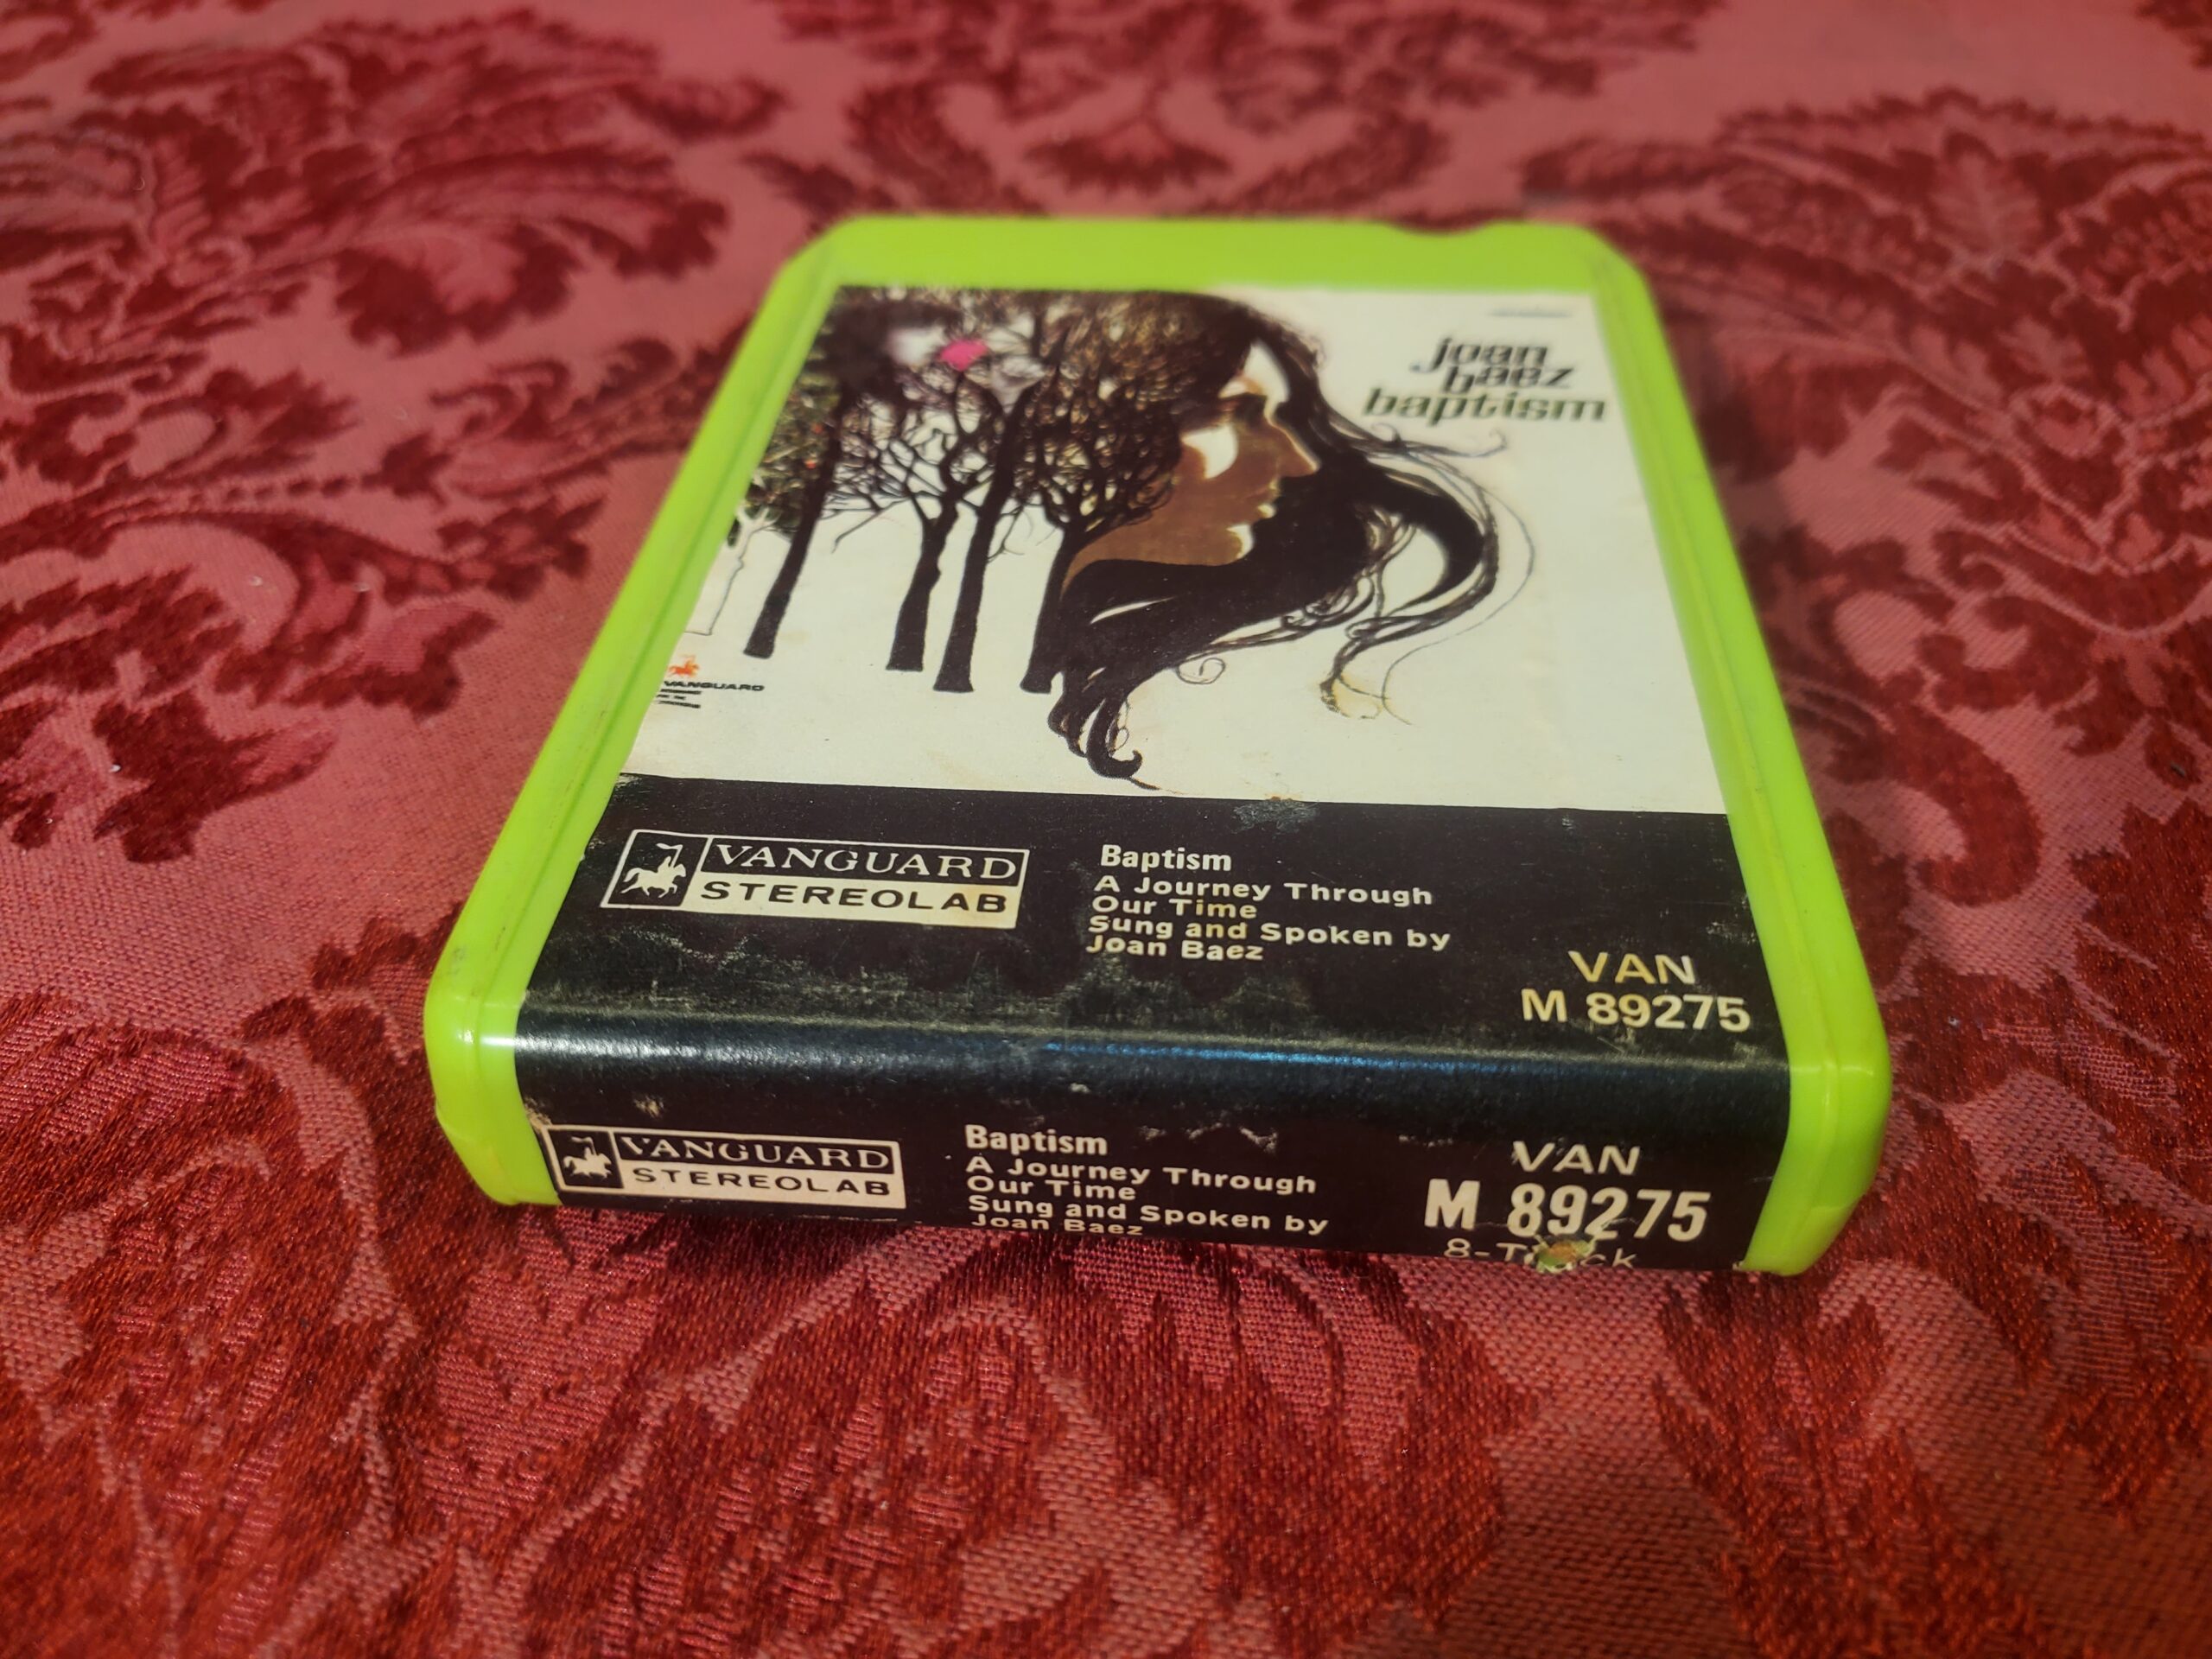 joan
baez
baptism
VANGUARD
VANGUARD
STEREOLAB
Baptism
A Journey Through
Our Time
Sung and Spoken by
Joan Baez
VAN
M 89275
VANGUARD
STEREOLAB
Baptism
A Journey Through
Our Time
Sung and Spoken by
Joan Baez
VAN
M 89275